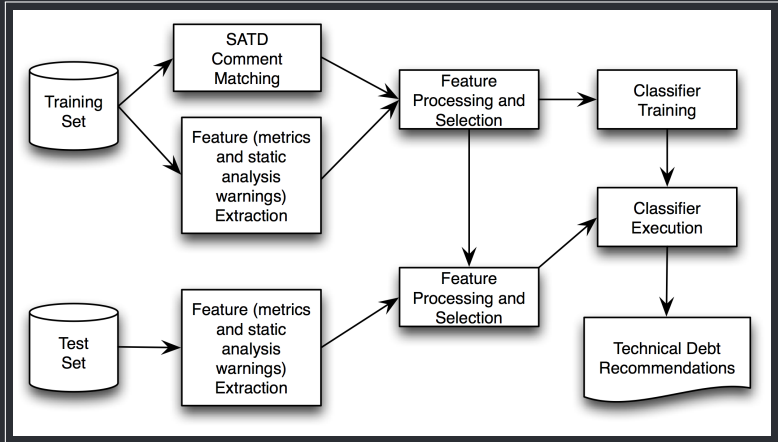 SATD
Comment
Matching
Training
Set
Feature (metrics
and static
analysis
warnings)
Extraction
Feature
Processing and
Selection
Classifier
Training
Classifier
Execution
Test
Set
Feature (metrics
and static
analysis
warnings)
Extraction
Feature
Processing and
Selection
Technical Debt
Recommendations